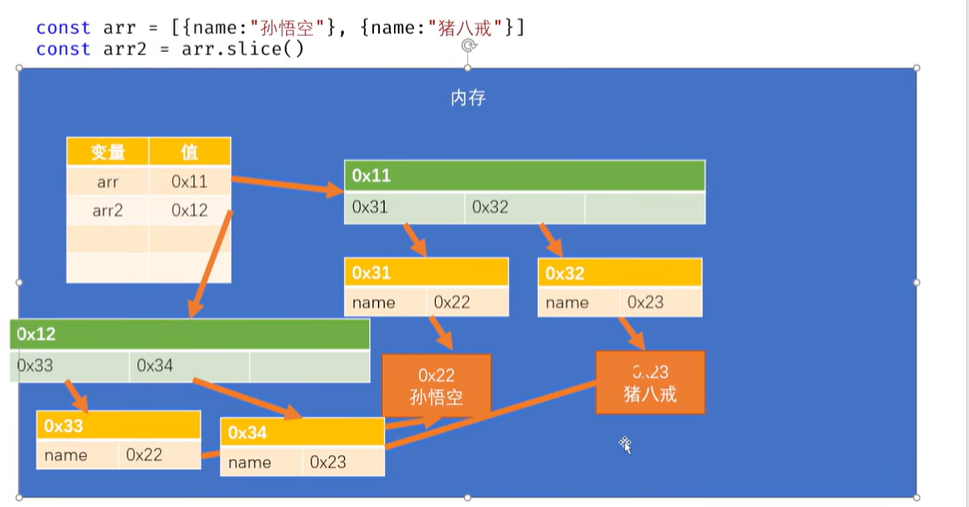 const arr = [{name:"孙悟空"}, {name:"猪八戒"}]
const arr2 = arr.slice()
内存
变量 值
arr 0x11
arr2 0x12
0x11
0x31 0x32
0x31
name 0x22
0x32
name 0x23
0x12
0x33 0x34
0x22
孙悟空
猪八戒
0x33
name 0x22
0x34
name 0x23